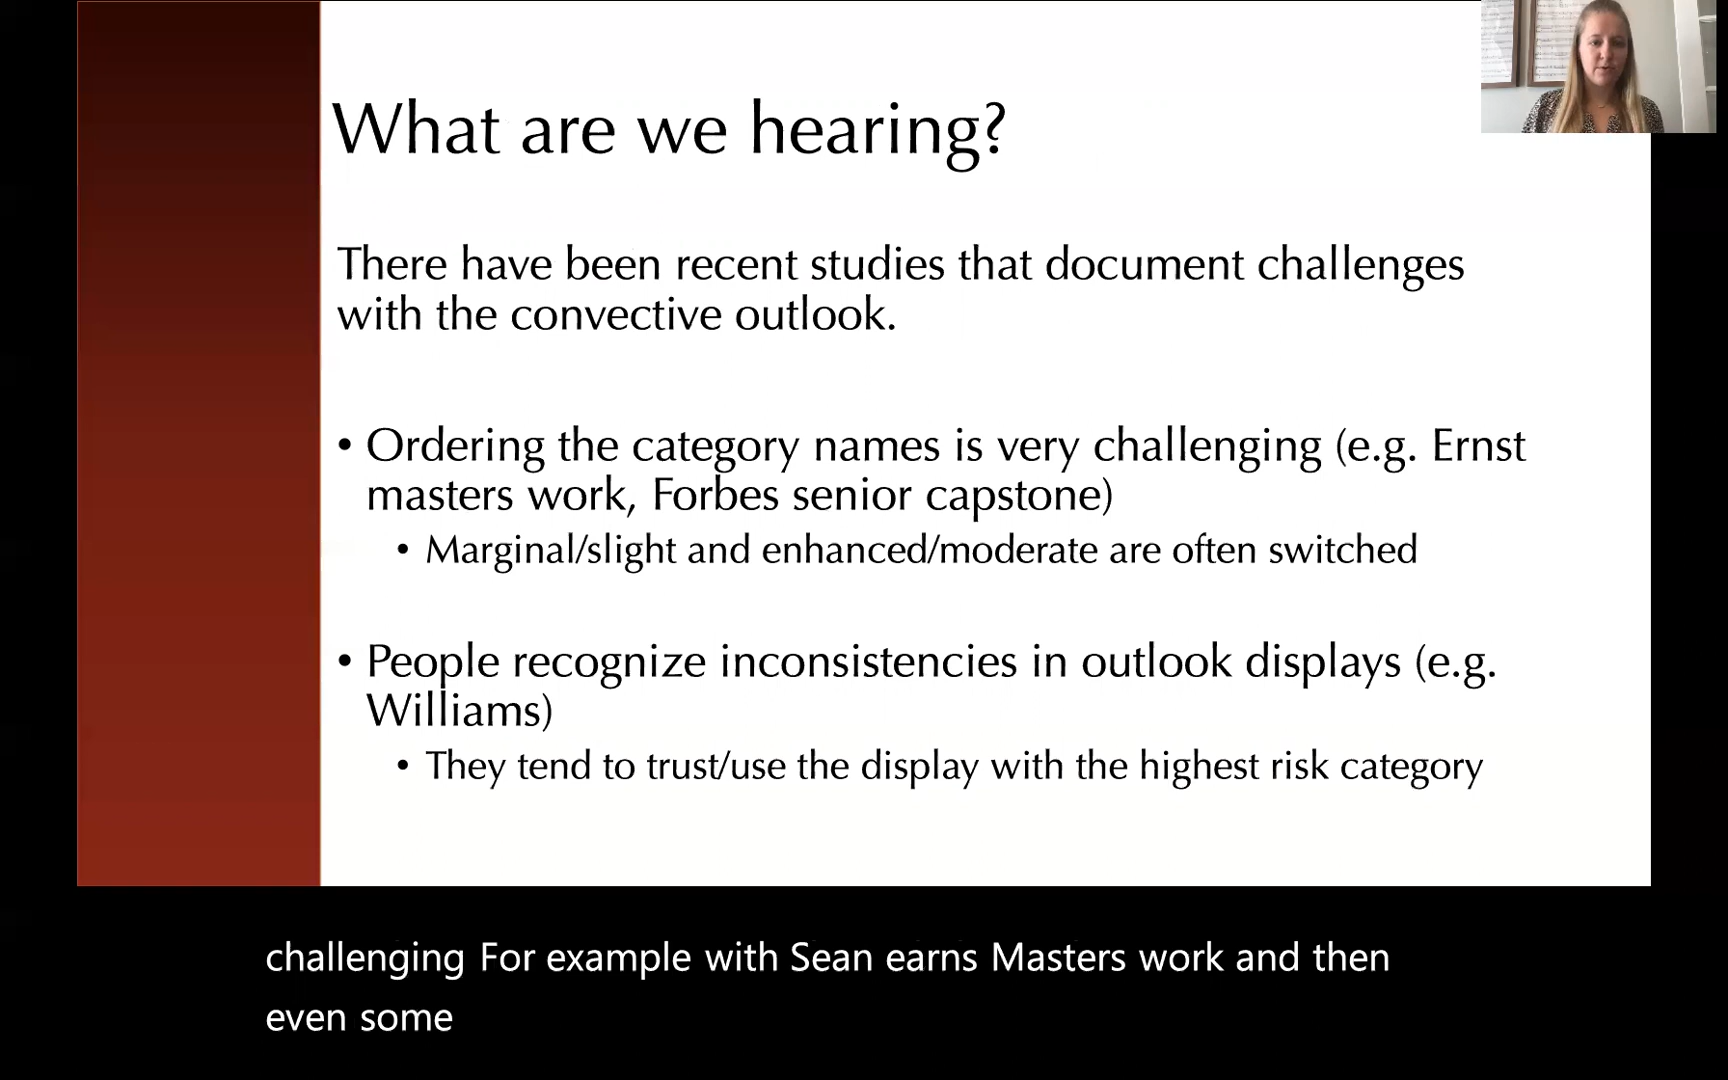 What are we hearing?
There have been recent studies that document challenges
with the convective outlook.
• Ordering the category names is very challenging (e.g. Ernst
masters work, Forbes senior capstone)
• Marginal/slight and enhanced/moderate are often switched
• People recognize inconsistencies in outlook displays (e.g.
Williams)
• They tend to trust/use the display with the highest risk category
challenging For example with Sean earns Masters work and then
even some